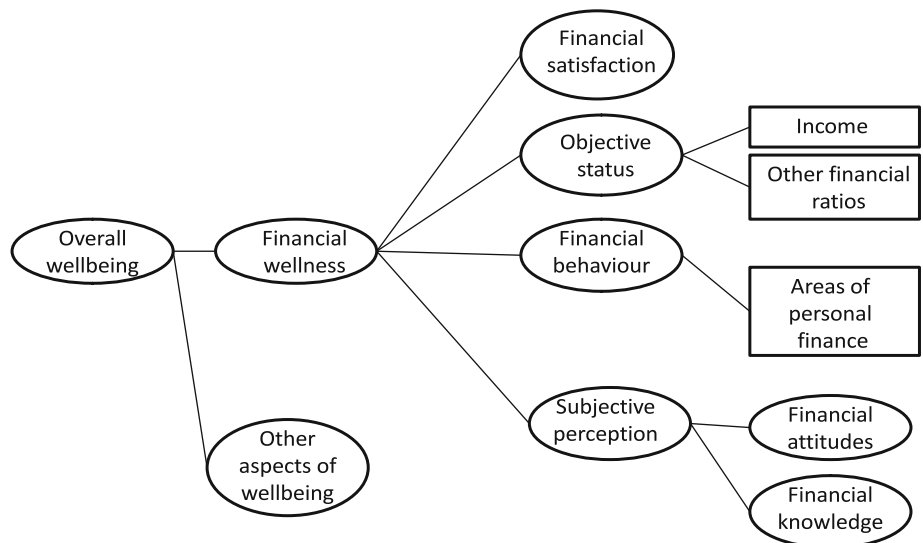 Financial
satisfaction
Objective
status
Income
Other financial
ratios
Overall
wellbeing
Financial
wellness
Financial
behaviour
Areas of
personal
finance
Subjective
perception
Financial
attitudes
Other
aspects of
wellbeing
Financial
knowledge